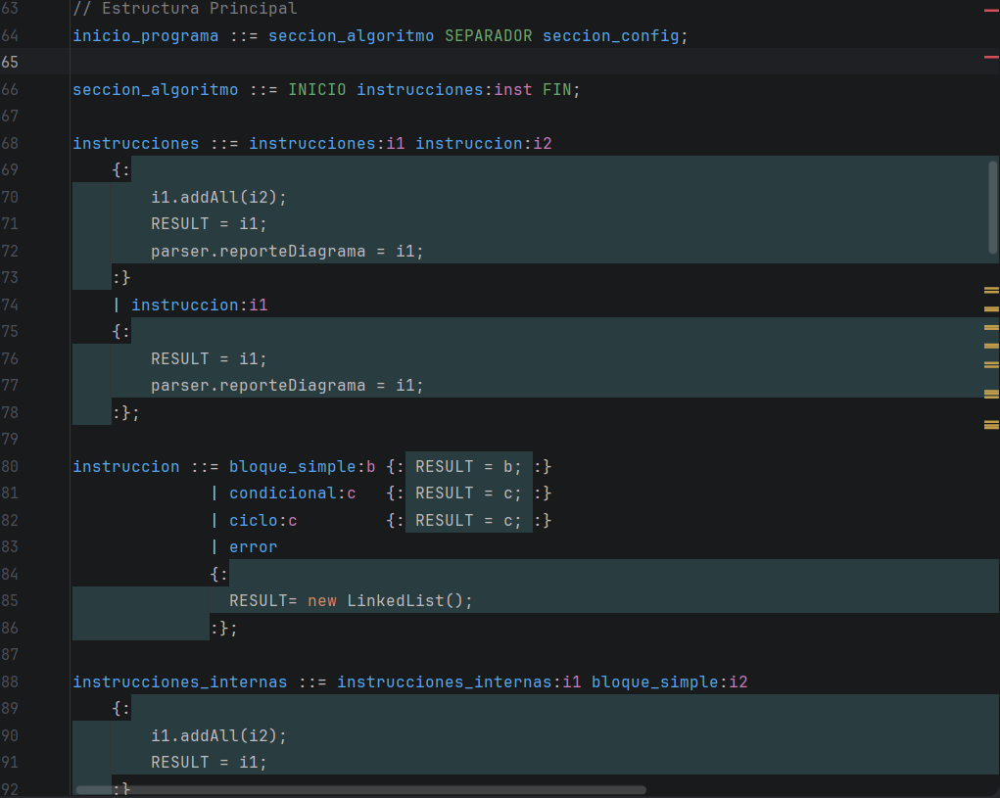 63 // Estructura Principal
64 inicio_programa ::= seccion_algoritmo SEPARADOR seccion_config;
65
66 seccion_algoritmo ::= INICIO instrucciones:inst FIN;
67
68 instrucciones ::= instrucciones:i1 instruccion:i2
69     {:
70         i1.addAll(i2);
71         RESULT = i1;
72         parser.reporteDiagrama = i1;
73     :}
74     | instruccion:i1
75     {:
76         RESULT = i1;
77         parser.reporteDiagrama = i1;
78     :};
79
80 instruccion ::= bloque_simple:b {: RESULT = b; :}
81               | condicional:c   {: RESULT = c; :}
82               | ciclo:c         {: RESULT = c; :}
83               | error
84               {:
85                 RESULT= new LinkedList();
86               :};
87
88 instrucciones_internas ::= instrucciones_internas:i1 bloque_simple:i2
89     {:
90         i1.addAll(i2);
91         RESULT = i1;
92     :}